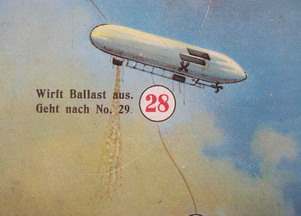 Wirft Ballast aus.
Geht nach No. 29.
28